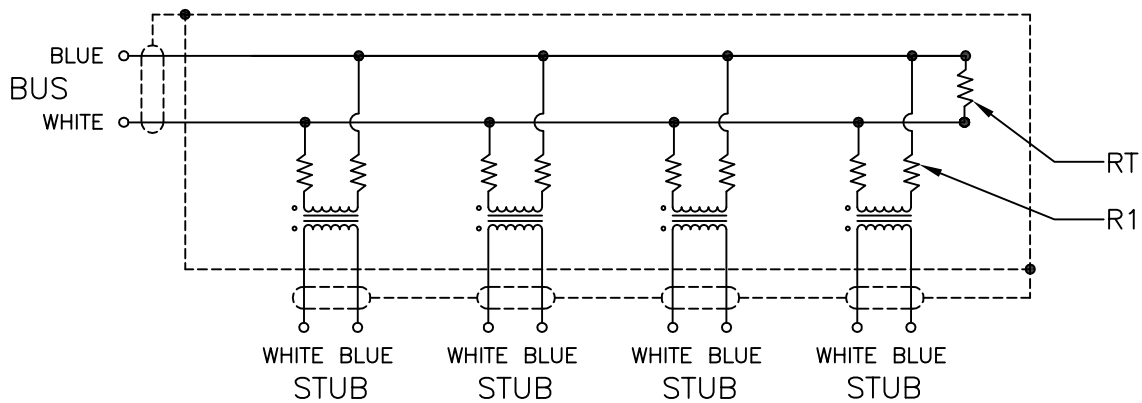 BLUE
BUS
WHITE
RT
R1
WHITE BLUE WHITE BLUE WHITE BLUE WHITE BLUE
STUB STUB STUB STUB